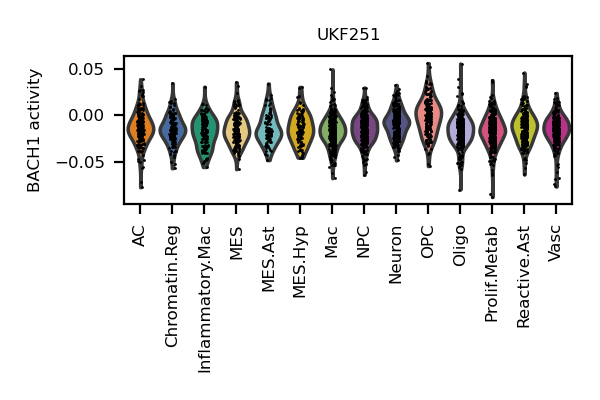 UKF251
BACH1 activity
0.05
0.00
−0.05
AC
Chromatin.Reg
Inflammatory.Mac
MES
MES.Ast
MES.Hyp
Mac
NPC
Neuron
OPC
Oligo
Prolif.Metab
Reactive.Ast
Vasc